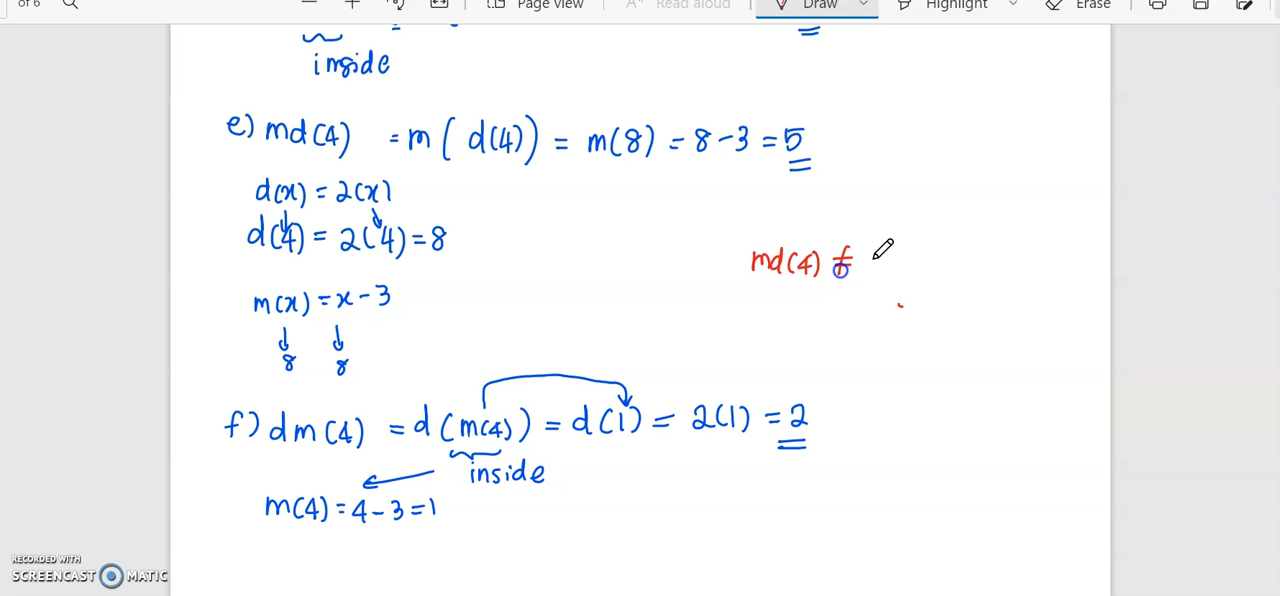 of 6 Page view Read aloud Draw Highlight Erase
inside
e) md(4) = m(d(4)) = m(8) = 8-3 = 5
d(x) = 2(x)
d(4) = 2(4) = 8
md(4) ≠
m(x) = x - 3
8 8
f) dm(4) = d(m(4)) = d(1) = 2(1) = 2
inside
m(4) = 4-3 = 1
RECORDED WITH
SCREENCAST MATIC